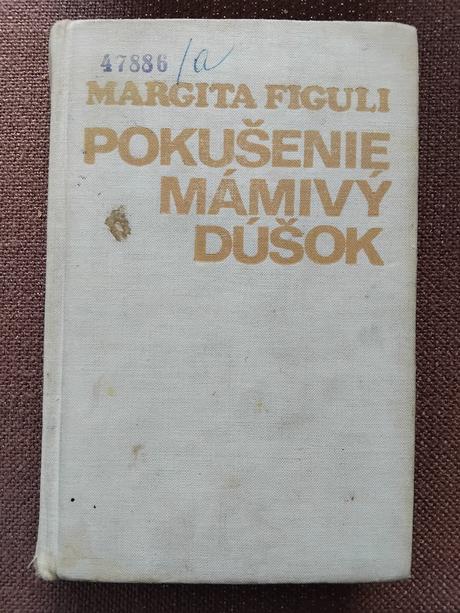 47886 /a
MARGITA FIGULI
POKUŠENIE
MÁMIVÝ
DÚŠOK